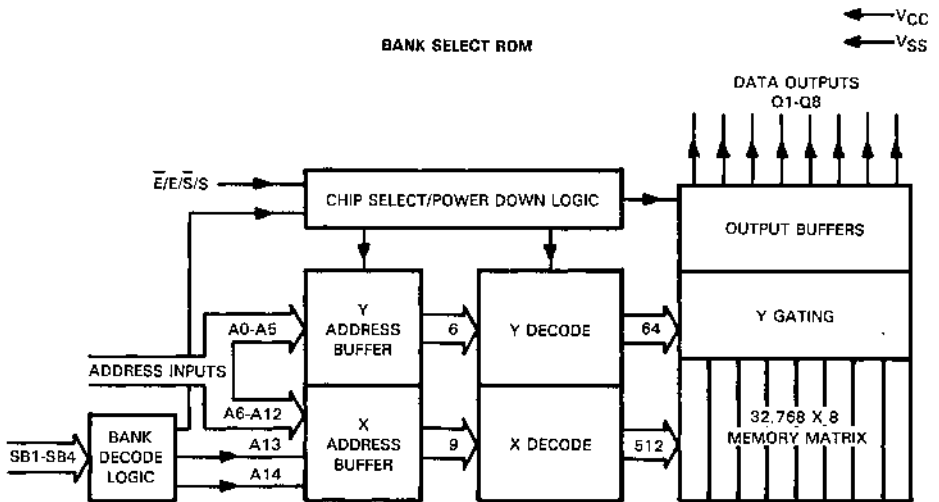 VCC
VSS
BANK SELECT ROM
DATA OUTPUTS
Q1-Q8
E̅/E/S̅/S
CHIP SELECT/POWER DOWN LOGIC
OUTPUT BUFFERS
Y
ADDRESS
BUFFER
Y DECODE
Y GATING
A0-A5
6
64
ADDRESS INPUTS
A6-A12
X
ADDRESS
BUFFER
X DECODE
32,768 X 8
MEMORY MATRIX
9
512
SB1-SB4
BANK
DECODE
LOGIC
A13
A14